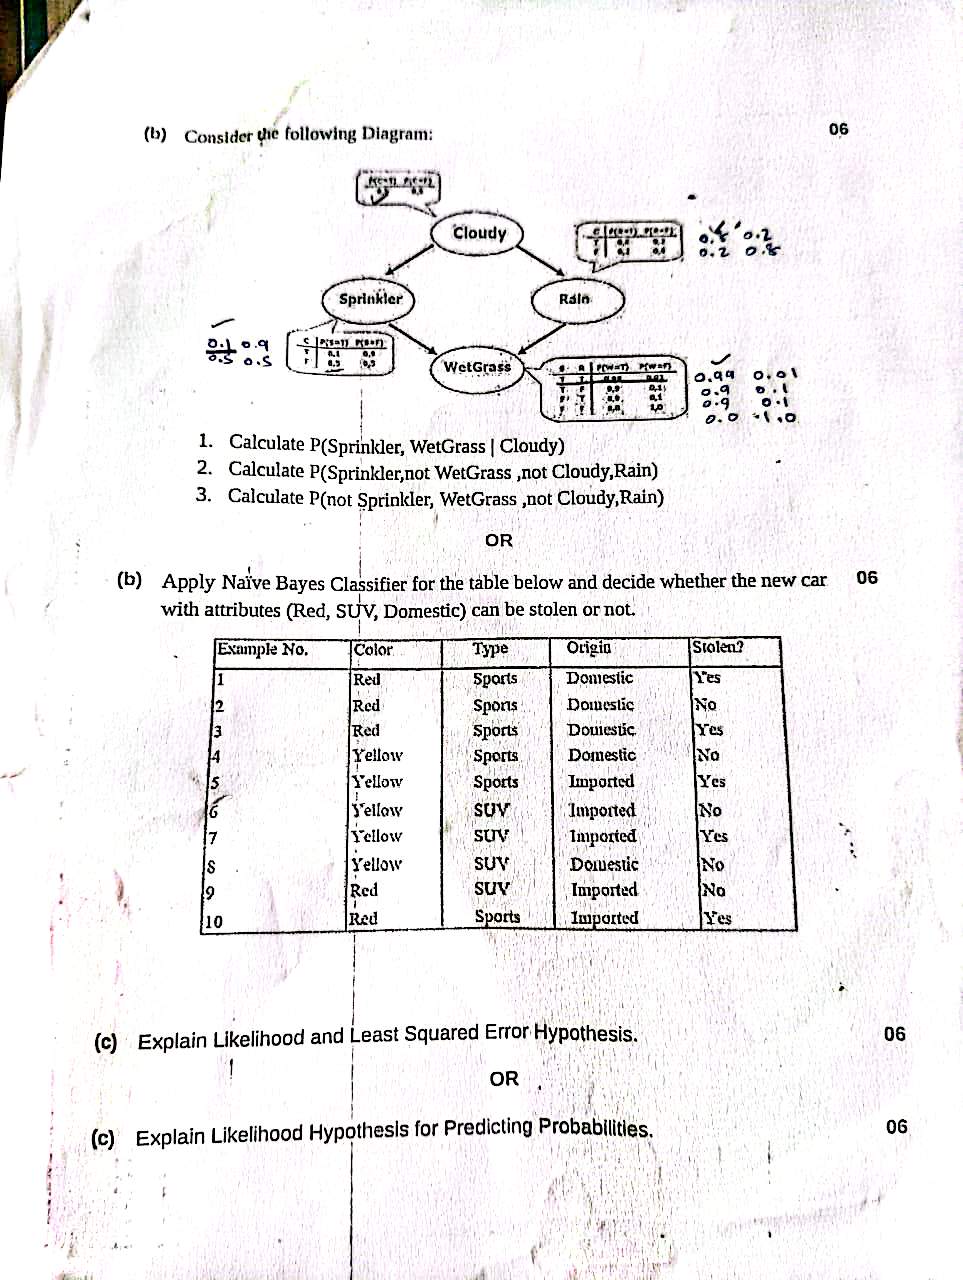 (b) Consider the following Diagram: 06
P(C=T) P(C=F)
Cloudy
C P(R=T) P(R=F)
0.8 0.2
0.2 0.8
Sprinkler
Rain
0.1 0.9
0.5 0.5
C P(S=T) P(S=F)
T 0.1 0.9
F 0.5 0.5
WetGrass
S R P(W=T) P(W=F)
0.99 0.01
0.9 0.1
0.9 0.1
0.0 1.0
1. Calculate P(Sprinkler, WetGrass | Cloudy)
2. Calculate P(Sprinkler,not WetGrass ,not Cloudy,Rain)
3. Calculate P(not Sprinkler, WetGrass ,not Cloudy,Rain)
OR
(b) Apply Naïve Bayes Classifier for the table below and decide whether the new car 06
with attributes (Red, SUV, Domestic) can be stolen or not.
Example No. Color Type Origin Stolen?
1 Red Sports Domestic Yes
2 Red Sports Domestic No
3 Red Sports Domestic Yes
4 Yellow Sports Domestic No
5 Yellow Sports Imported Yes
6 Yellow SUV Imported No
7 Yellow SUV Imported Yes
8 Yellow SUV Domestic No
9 Red SUV Imported No
10 Red Sports Imported Yes
(c) Explain Likelihood and Least Squared Error Hypothesis. 06
OR
(c) Explain Likelihood Hypothesis for Predicting Probabilities. 06